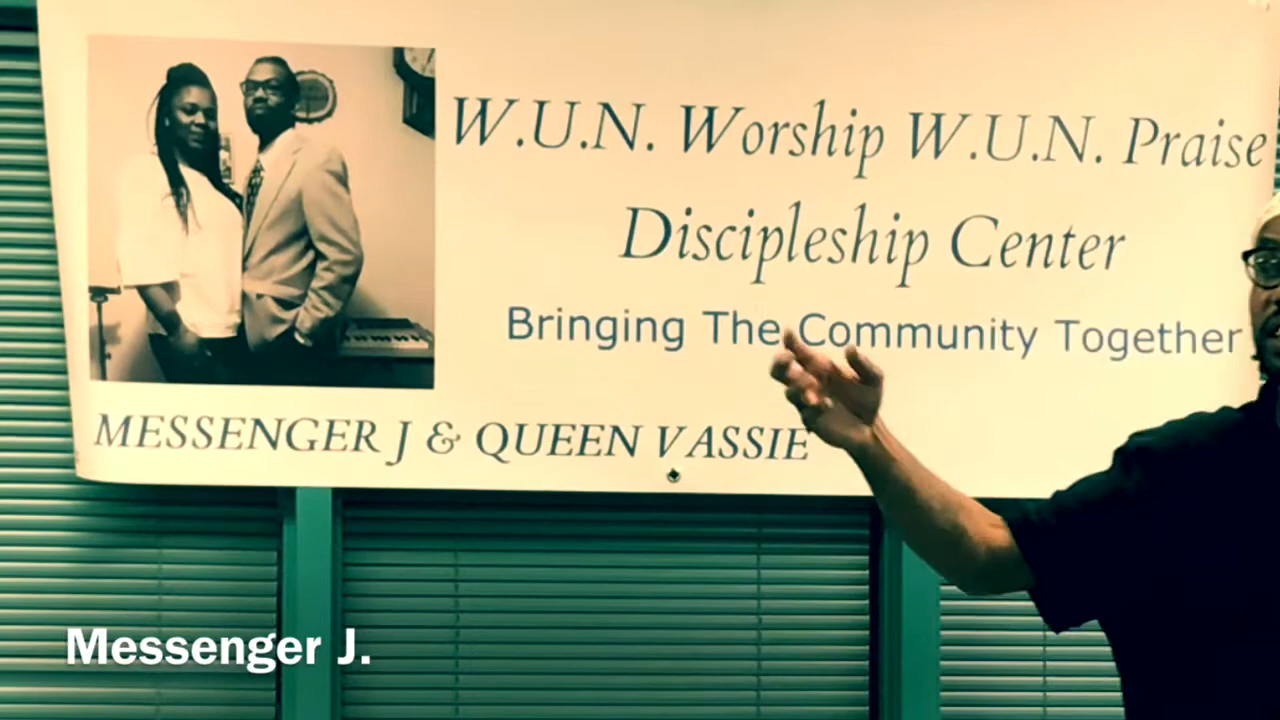 W.U.N. Worship W.U.N. Praise
Discipleship Center
Bringing The Community Together
MESSENGER J & QUEEN VASSIE
Messenger J.